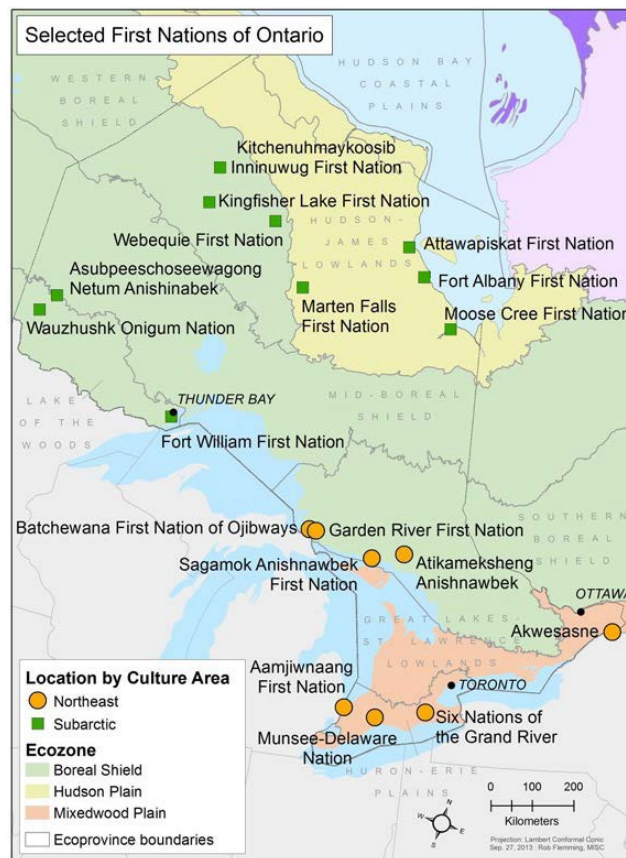 Selected First Nations of Ontario
HUDSON BAY
COASTAL
PLAINS
WESTERN
BOREAL
SHIELD
Kitchenuhmaykoosib
Inninuwug First Nation
Kingfisher Lake First Nation
Webequie First Nation
HUDSON-
JAMES
LOWLANDS
Attawapiskat First Nation
Asubpeeschoseewagong
Netum Anishinabek
Fort Albany First Nation
Marten Falls
First Nation
Moose Cree First Nation
Wauzhushk Onigum Nation
LAKE
OF THE
WOODS
THUNDER BAY
MID-BOREAL
SHIELD
Fort William First Nation
Batchewana First Nation of Ojibways
Garden River First Nation
SOUTHERN
BOREAL
SHIELD
Sagamok Anishnawbek
First Nation
Atikameksheng
Anishnawbek
OTTAWA
GREAT LAKES-
ST. LAWRENCE
LOWLANDS
Akwesasne
Aamjiwnaang
First Nation
TORONTO
Munsee-Delaware
Nation
Six Nations of
the Grand River
HURON-ERIE
PLAINS
Location by Culture Area
Northeast
Subarctic
Ecozone
Boreal Shield
Hudson Plain
Mixedwood Plain
Ecoprovince boundaries
0 100 200
Kilometers
N
E
S
W
Projection: Lambert Conformal Conic
Sep. 27, 2013 : Rob Flemming, MISC